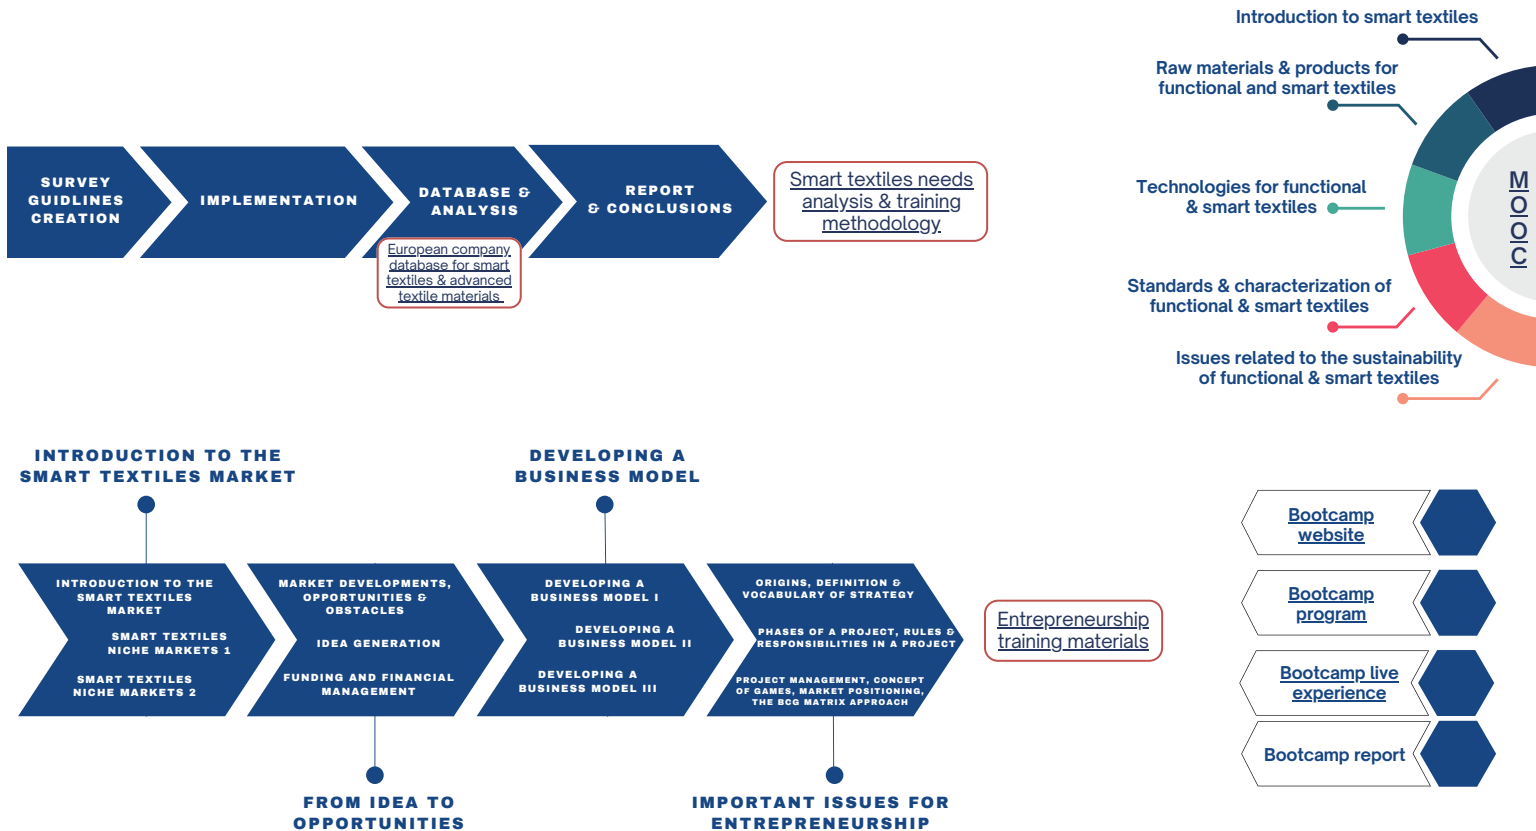 SURVEY
GUIDLINES
CREATION
IMPLEMENTATION
DATABASE &
ANALYSIS
European company
database for smart
textiles & advanced
textile materials
REPORT
& CONCLUSIONS
Smart textiles needs
analysis & training
methodology
Introduction to smart textiles
Raw materials & products for
functional and smart textiles
Technologies for functional
& smart textiles
Standards & characterization of
functional & smart textiles
Issues related to the sustainability
of functional & smart textiles
M
O
O
C
INTRODUCTION TO THE
SMART TEXTILES MARKET
INTRODUCTION TO THE
SMART TEXTILES
MARKET
SMART TEXTILES
NICHE MARKETS 1
SMART TEXTILES
NICHE MARKETS 2
MARKET DEVELOPMENTS,
OPPORTUNITIES &
OBSTACLES
IDEA GENERATION
FUNDING AND FINANCIAL
MANAGEMENT
FROM IDEA TO
OPPORTUNITIES
DEVELOPING A
BUSINESS MODEL
DEVELOPING A
BUSINESS MODEL I
DEVELOPING A
BUSINESS MODEL II
DEVELOPING A
BUSINESS MODEL III
ORIGINS, DEFINITION &
VOCABULARY OF STRATEGY
PHASES OF A PROJECT, RULES &
RESPONSIBILITIES IN A PROJECT
PROJECT MANAGEMENT, CONCEPT
OF GAMES, MARKET POSITIONING,
THE BCG MATRIX APPROACH
IMPORTANT ISSUES FOR
ENTREPRENEURSHIP
Entrepreneurship
training materials
Bootcamp
website
Bootcamp
program
Bootcamp live
experience
Bootcamp report